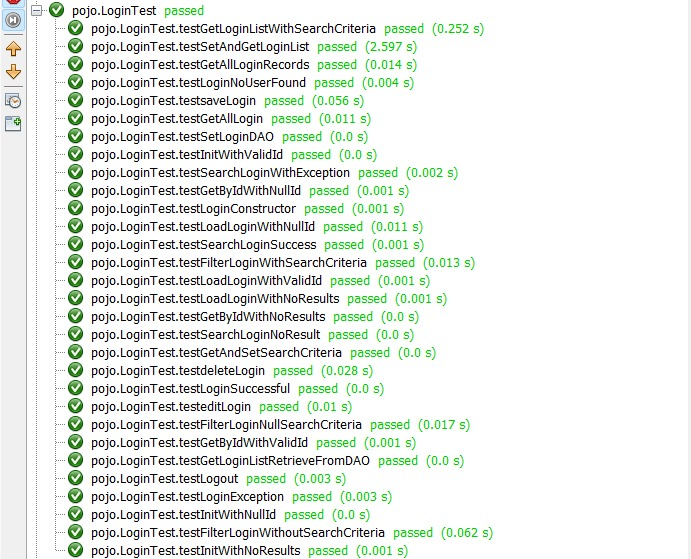 pojo.LoginTest passed
pojo.LoginTest.testGetLoginListWithSearchCriteria passed (0.252 s)
pojo.LoginTest.testSetAndGetLoginList passed (2.597 s)
pojo.LoginTest.testGetAllLoginRecords passed (0.014 s)
pojo.LoginTest.testLoginNoUserFound passed (0.004 s)
pojo.LoginTest.testsaveLogin passed (0.056 s)
pojo.LoginTest.testGetAllLogin passed (0.011 s)
pojo.LoginTest.testSetLoginDAO passed (0.0 s)
pojo.LoginTest.testInitWithValidId passed (0.0 s)
pojo.LoginTest.testSearchLoginWithException passed (0.002 s)
pojo.LoginTest.testGetByIdWithNullId passed (0.001 s)
pojo.LoginTest.testLoginConstructor passed (0.001 s)
pojo.LoginTest.testLoadLoginWithNullId passed (0.011 s)
pojo.LoginTest.testSearchLoginSuccess passed (0.001 s)
pojo.LoginTest.testFilterLoginWithSearchCriteria passed (0.013 s)
pojo.LoginTest.testLoadLoginWithValidId passed (0.001 s)
pojo.LoginTest.testLoadLoginWithNoResults passed (0.001 s)
pojo.LoginTest.testGetByIdWithNoResults passed (0.0 s)
pojo.LoginTest.testSearchLoginNoResult passed (0.0 s)
pojo.LoginTest.testGetAndSetSearchCriteria passed (0.0 s)
pojo.LoginTest.testdeleteLogin passed (0.028 s)
pojo.LoginTest.testLoginSuccessful passed (0.0 s)
pojo.LoginTest.testeditLogin passed (0.01 s)
pojo.LoginTest.testFilterLoginNullSearchCriteria passed (0.017 s)
pojo.LoginTest.testGetByIdWithValidId passed (0.001 s)
pojo.LoginTest.testGetLoginListRetrieveFromDAO passed (0.0 s)
pojo.LoginTest.testLogout passed (0.003 s)
pojo.LoginTest.testLoginException passed (0.003 s)
pojo.LoginTest.testInitWithNullId passed (0.0 s)
pojo.LoginTest.testFilterLoginWithoutSearchCriteria passed (0.062 s)
pojo.LoginTest.testInitWithNoResults passed (0.001 s)